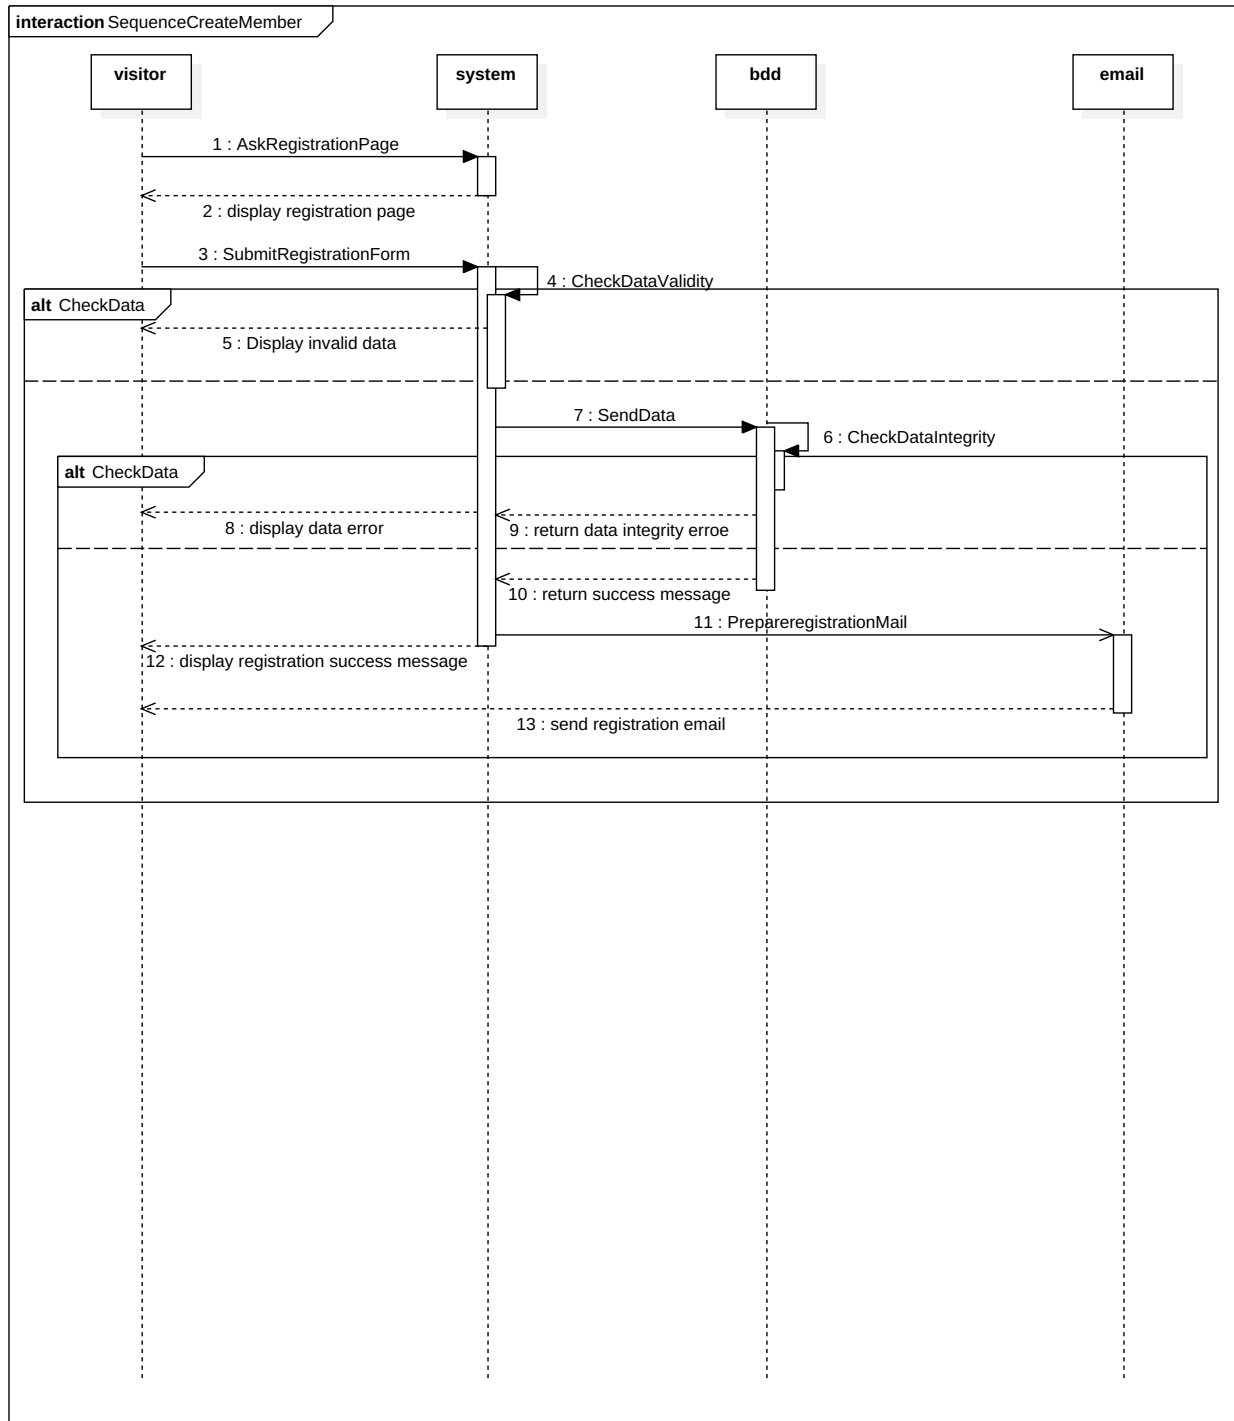 interaction SequenceCreateMember
visitor
system
bdd
email
1 : AskRegistrationPage
2 : display registration page
3 : SubmitRegistrationForm
4 : CheckDataValidity
alt CheckData
5 : Display invalid data
7 : SendData
6 : CheckDataIntegrity
alt CheckData
8 : display data error
9 : return data integrity erroe
10 : return success message
11 : PrepareregistrationMail
12 : display registration success message
13 : send registration email